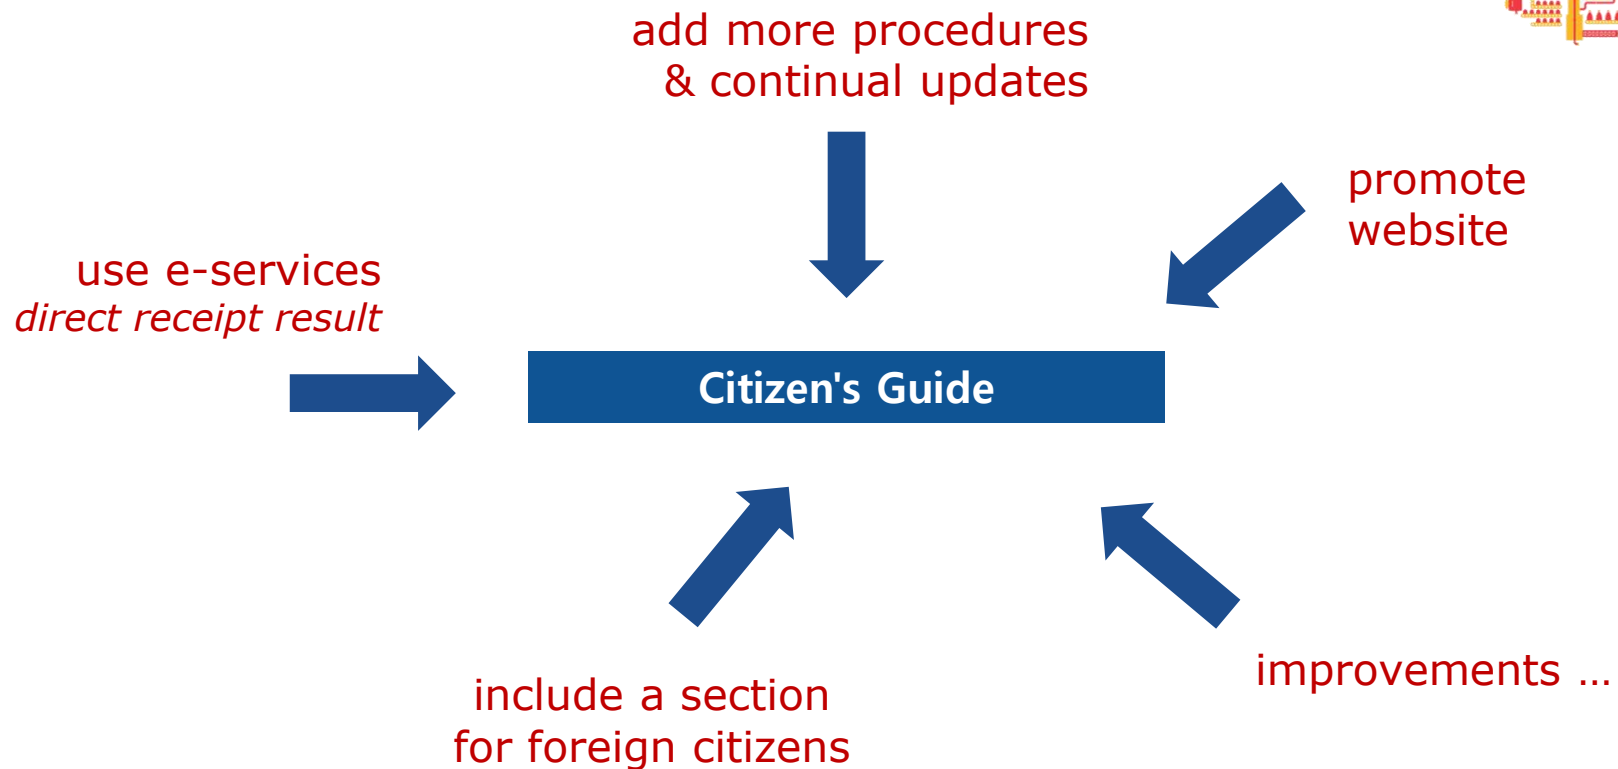 add more procedures
& continual updates
promote
website
use e-services
direct receipt result
Citizen's Guide
include a section
for foreign citizens
improvements ...